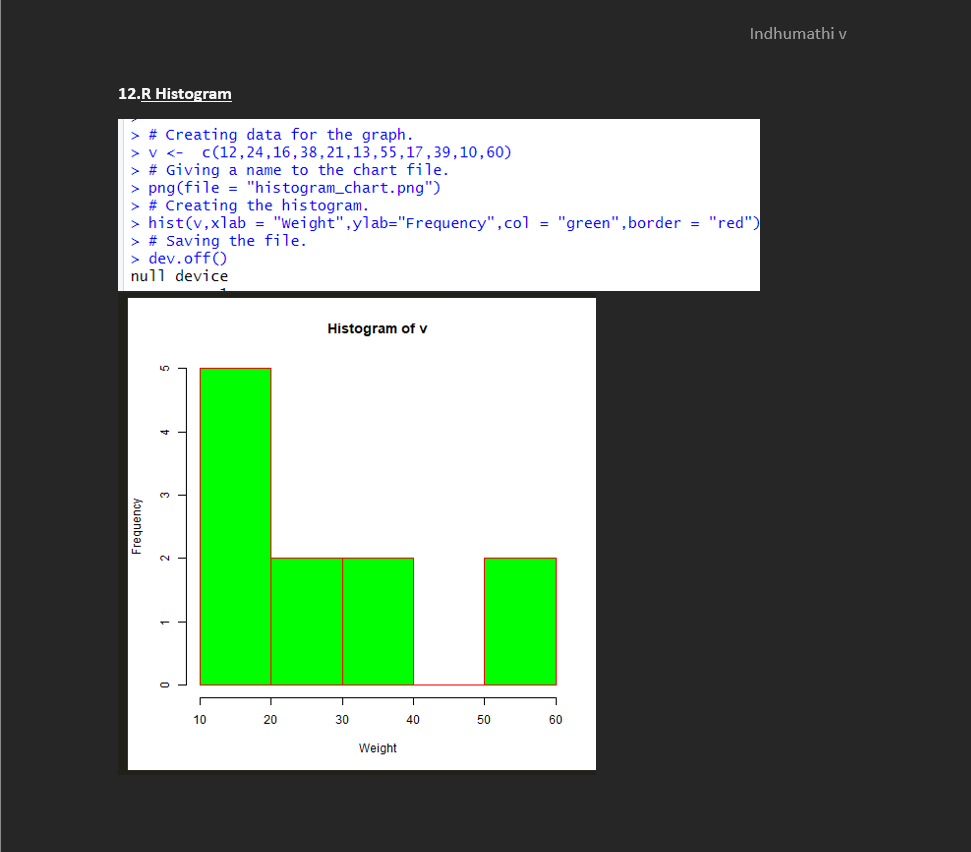 Indhumathi v
12.R Histogram
>
> # Creating data for the graph.
> v <-  c(12,24,16,38,21,13,55,17,39,10,60)
> # Giving a name to the chart file.
> png(file = "histogram_chart.png")
> # Creating the histogram.
> hist(v,xlab = "Weight",ylab="Frequency",col = "green",border = "red")
> # Saving the file.
> dev.off()
null device
Histogram of v
5
4
3
2
1
0
Frequency
10 20 30 40 50 60
Weight